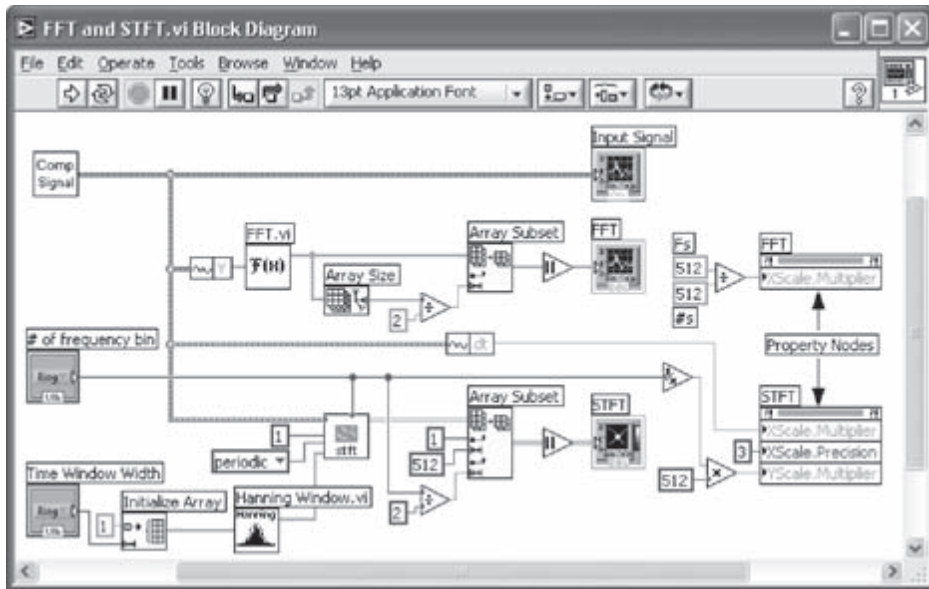 FFT and STFT.vi Block Diagram
File Edit Operate Tools Browse Window Help
13pt Application Font
1
Input Signal
Comp
Signal
FFT.vi
F(x)
Array Size
2
Array Subset
FFT
Fs
512
512
#s
FFT
XScale.Multiplier
Property Nodes
# of frequency bin
Ring
dt
Array Subset
STFT
STFT
XScale.Multiplier
XScale.Precision
YScale.Multiplier
1
periodic
stft
1
512
2
512
3
Time Window Width
Ring
1
Initialize Array
Hanning Window.vi
Hanning